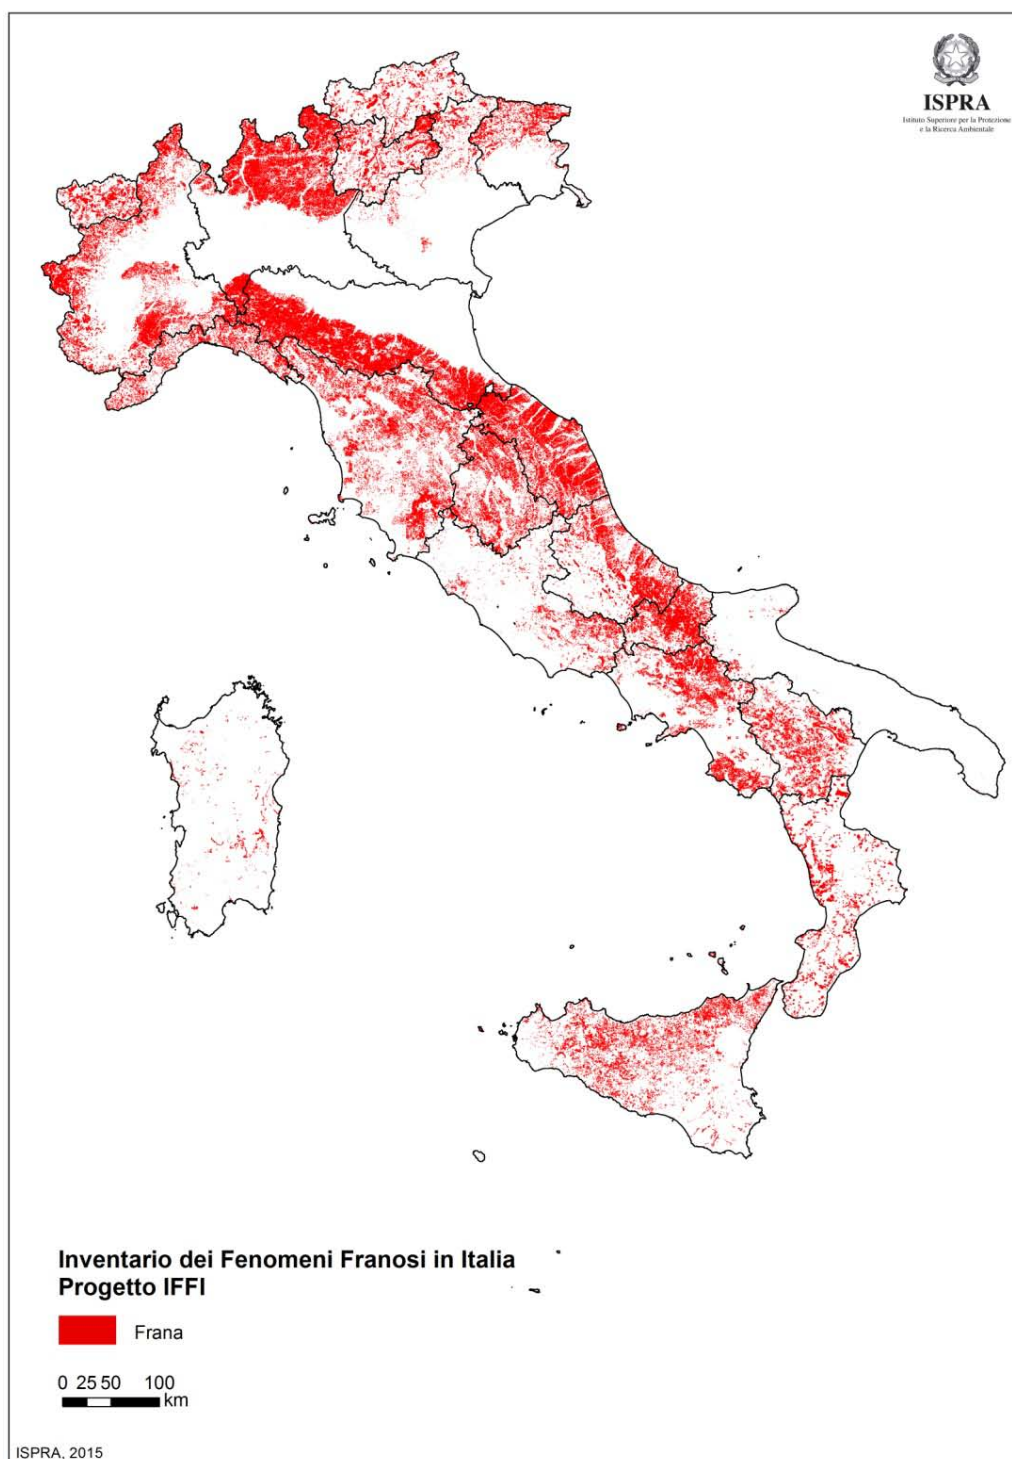 ISPRA
Istituto Superiore per la Protezione
e la Ricerca Ambientale
Inventario dei Fenomeni Franosi in Italia
Progetto IFFI
Frana
0 25 50 100
km
ISPRA, 2015